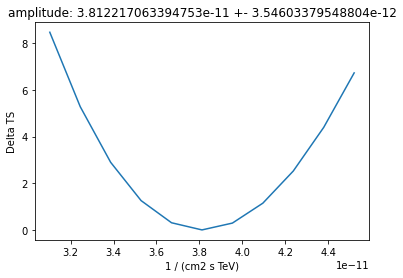 amplitude: 3.812217063394753e-11 +- 3.54603379548804e-12
8
6
4
2
0
Delta TS
3.2 3.4 3.6 3.8 4.0 4.2 4.4
1e−11
1 / (cm2 s TeV)